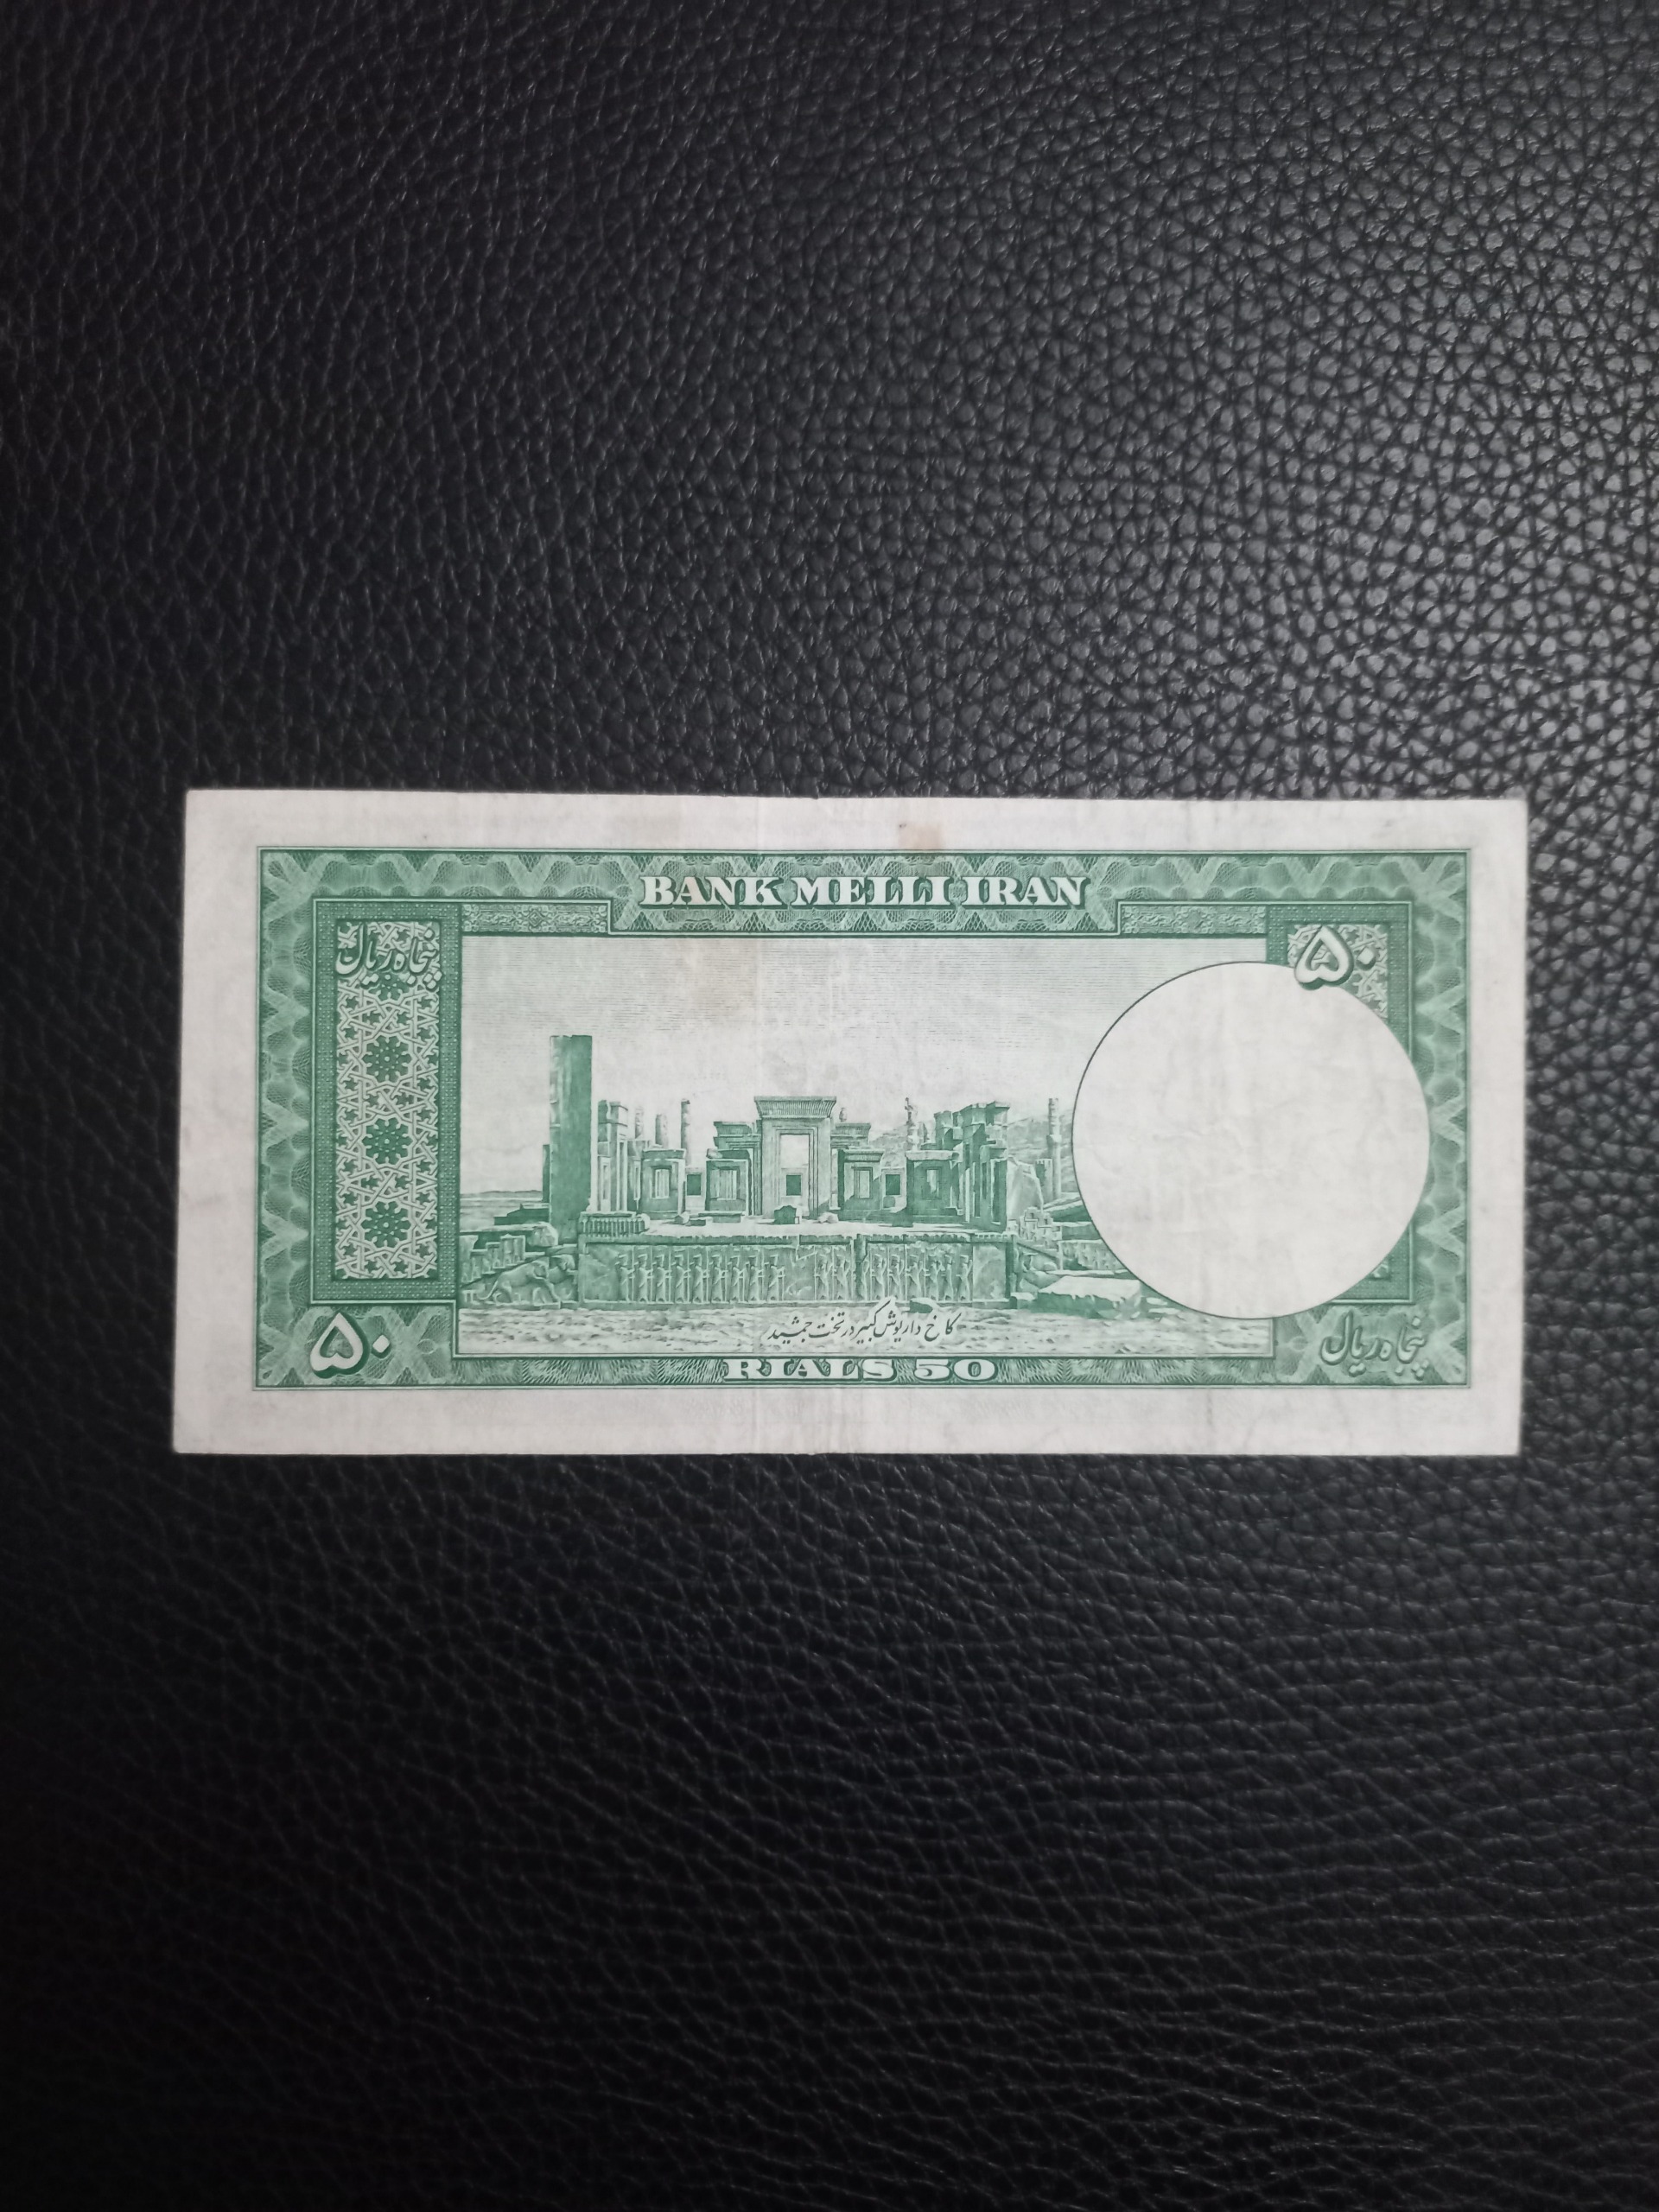 BANK MELLI IRAN
پنجاه ریال
۵۰
کاخ داریوش کبیر در تخت جمشید
۵۰
RIALS 50
پنجاه ریال